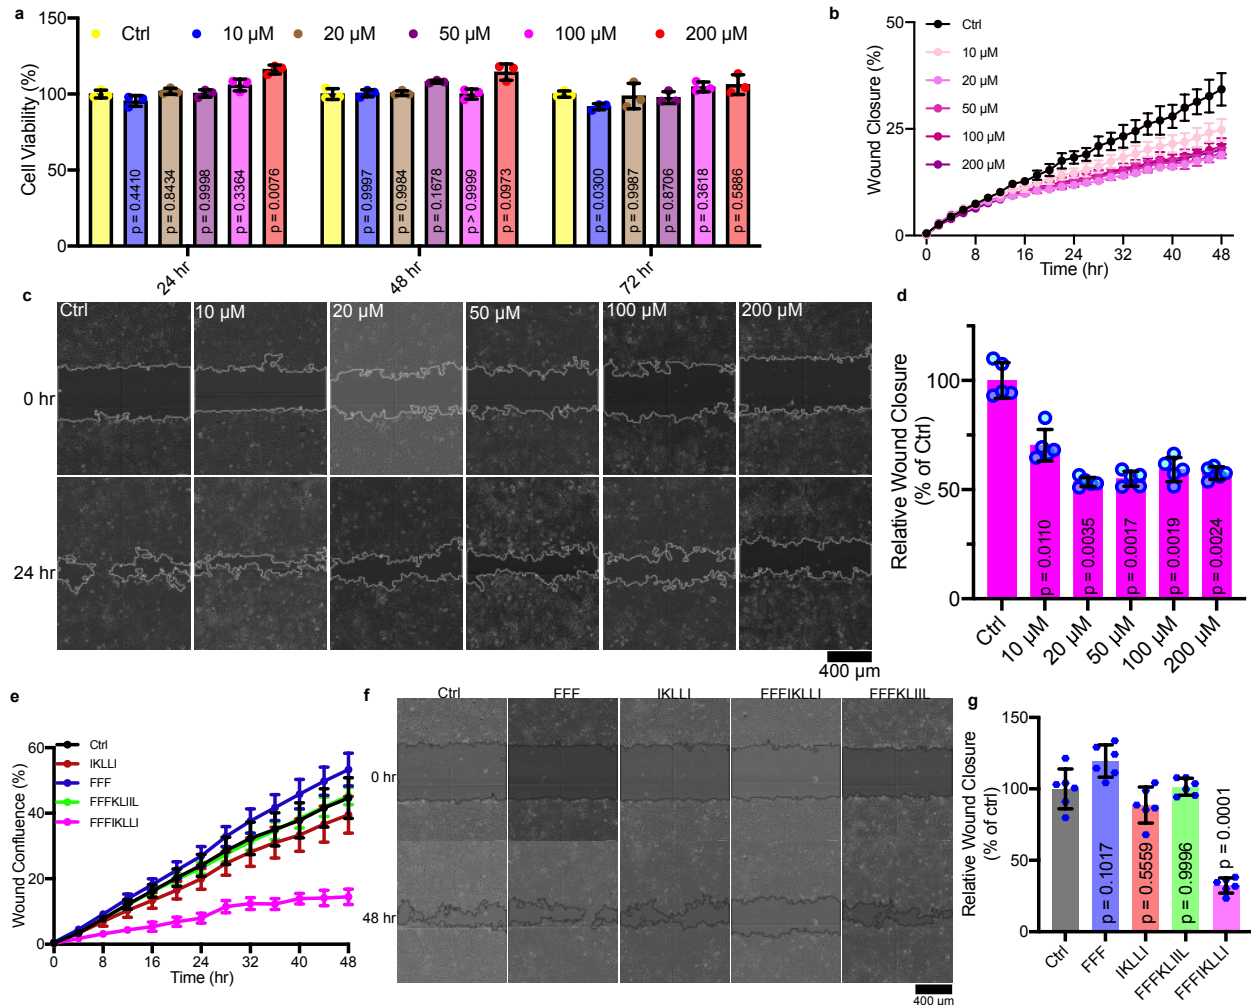 a
150
100
50
0
Cell Viability (%)
Ctrl 10 µM 20 µM 50 µM 100 µM 200 µM
p = 0.4410
p = 0.8434
p = 0.9998
p = 0.3364
p = 0.0076
p = 0.9997
p = 0.9984
p = 0.1678
p > 0.9999
p = 0.0973
p = 0.0300
p = 0.9987
p = 0.8706
p = 0.3618
p = 0.5886
24 hr 48 hr 72 hr
b
50
25
0
Wound Closure (%)
Ctrl
10 µM
20 µM
50 µM
100 µM
200 µM
0 8 16 24 32 40 48
Time (hr)
c
Ctrl 10 µM 20 µM 50 µM 100 µM 200 µM
0 hr
24 hr
400 µm
d
100
50
0
Relative Wound Closure
(% of Ctrl)
p = 0.0110
p = 0.0035
p = 0.0017
p = 0.0019
p = 0.0024
Ctrl 10 µM 20 µM 50 µM 100 µM 200 µM
e
60
40
20
0
Wound Confluence (%)
Ctrl
IKLLI
FFF
FFFKLIIL
FFFIKLLI
0 8 16 24 32 40 48
Time (hr)
f
Ctrl FFF IKLLI FFFIKLLI FFFKLIIL
0 hr
48 hr
400 µm
g
150
100
50
0
Relative Wound Closure
(% of ctrl)
p = 0.1017
p = 0.5559
p = 0.9996
p = 0.0001
Ctrl FFF IKLLI FFFKLIIL FFFIKLLI